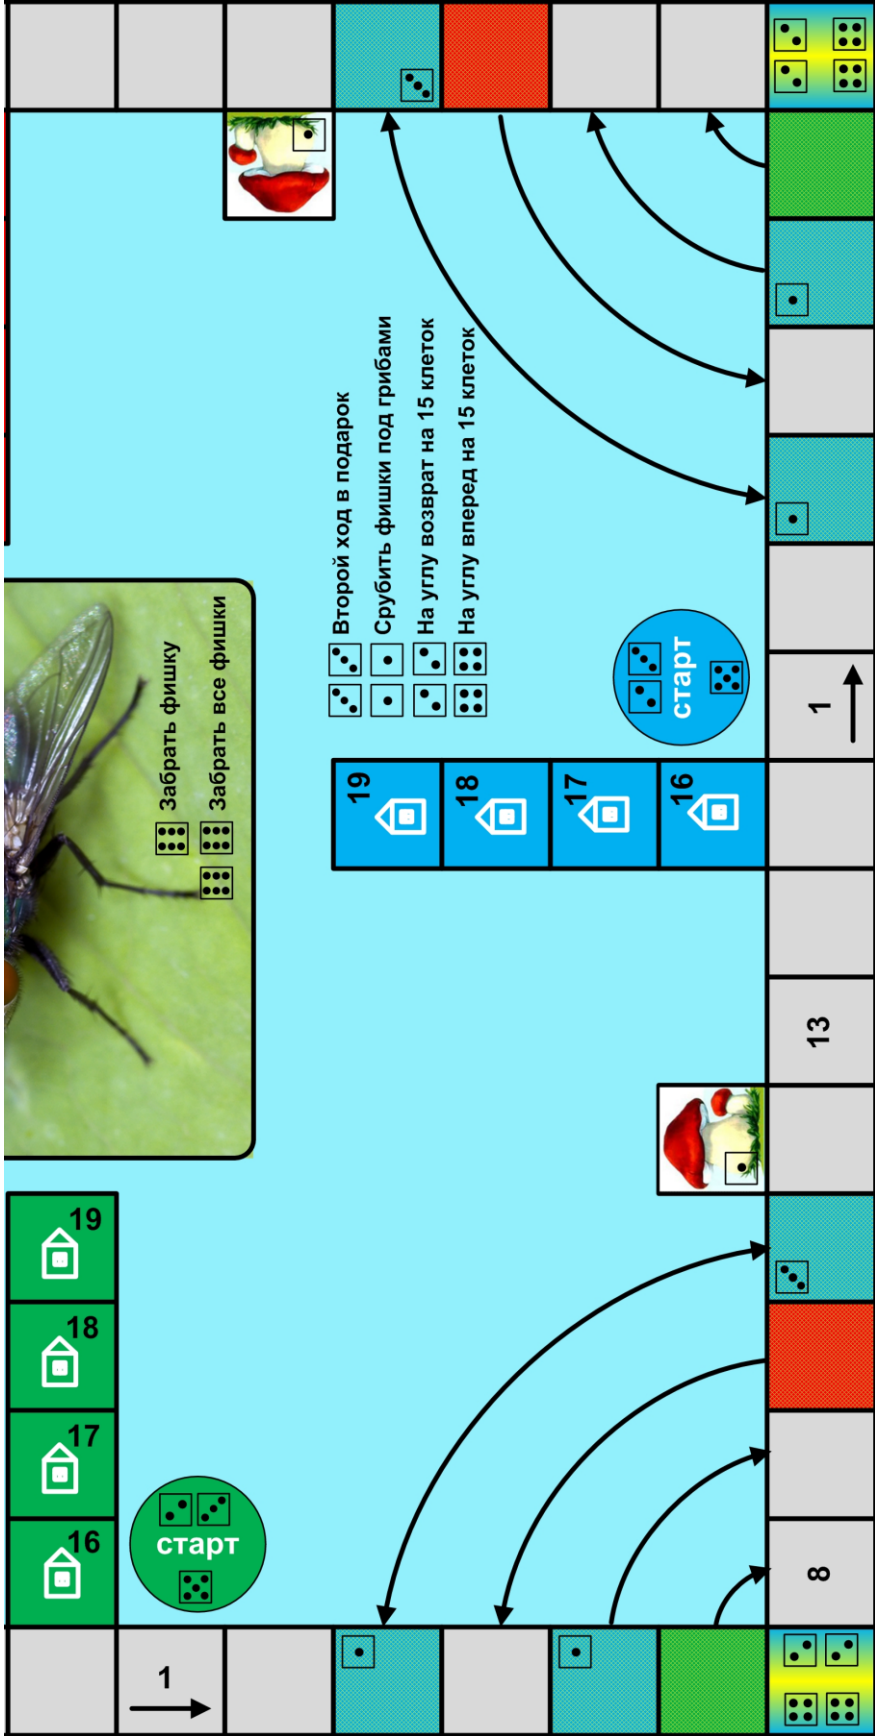 Забрать фишку
Забрать все фишки
Второй ход в подарок
Срубить фишки под грибами
На углу возврат на 15 клеток
На углу вперед на 15 клеток
16
17
18
19
старт
1
19
18
17
16
старт
8
13
1